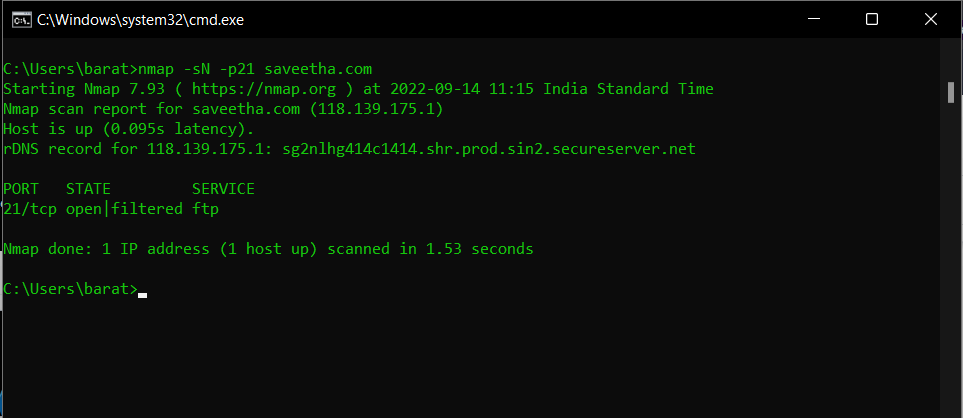 C:\Windows\system32\cmd.exe
C:\Users\barat>nmap -sN -p21 saveetha.com
Starting Nmap 7.93 ( https://nmap.org ) at 2022-09-14 11:15 India Standard Time
Nmap scan report for saveetha.com (118.139.175.1)
Host is up (0.095s latency).
rDNS record for 118.139.175.1: sg2nlhg414c1414.shr.prod.sin2.secureserver.net
PORT   STATE         SERVICE
21/tcp open|filtered ftp
Nmap done: 1 IP address (1 host up) scanned in 1.53 seconds
C:\Users\barat>